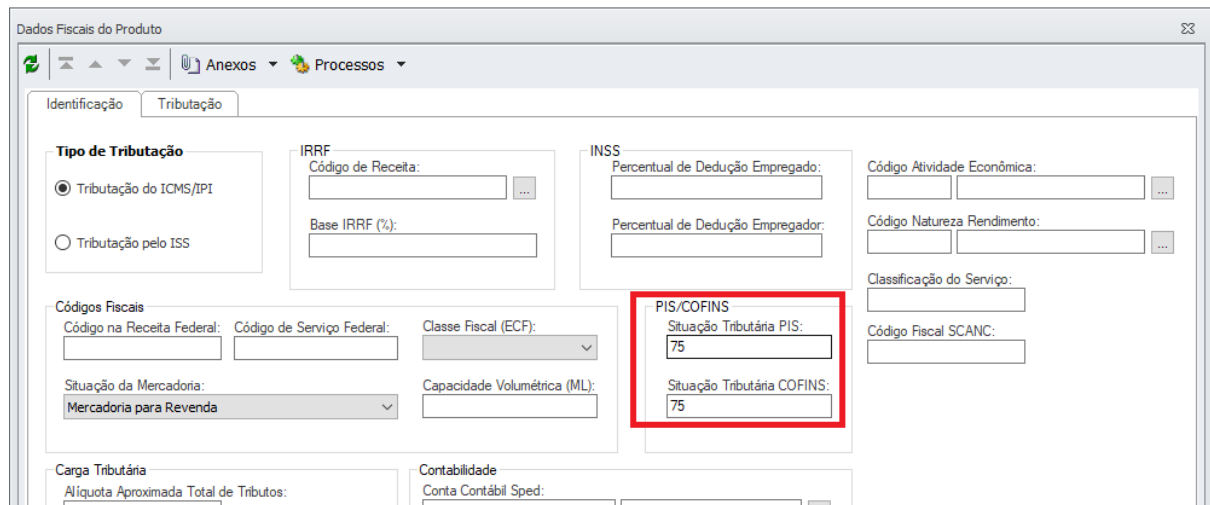 Dados Fiscais do Produto
Anexos Processos
Identificação Tributação
Tipo de Tributação
Tributação do ICMS/IPI
Tributação pelo ISS
IRRF
Código de Receita:
...
Base IRRF (%):
INSS
Percentual de Dedução Empregado:
Percentual de Dedução Empregador:
Código Atividade Econômica:
...
Código Natureza Rendimento:
...
Classificação do Serviço:
Código Fiscal SCANC:
Códigos Fiscais
Código na Receita Federal: Código de Serviço Federal: Classe Fiscal (ECF):
Situação da Mercadoria: Capacidade Volumétrica (ML):
Mercadoria para Revenda
PIS/COFINS
Situação Tributária PIS:
75
Situação Tributária COFINS:
75
Carga Tributária
Alíquota Aproximada Total de Tributos:
Contabilidade
Conta Contábil Sped: